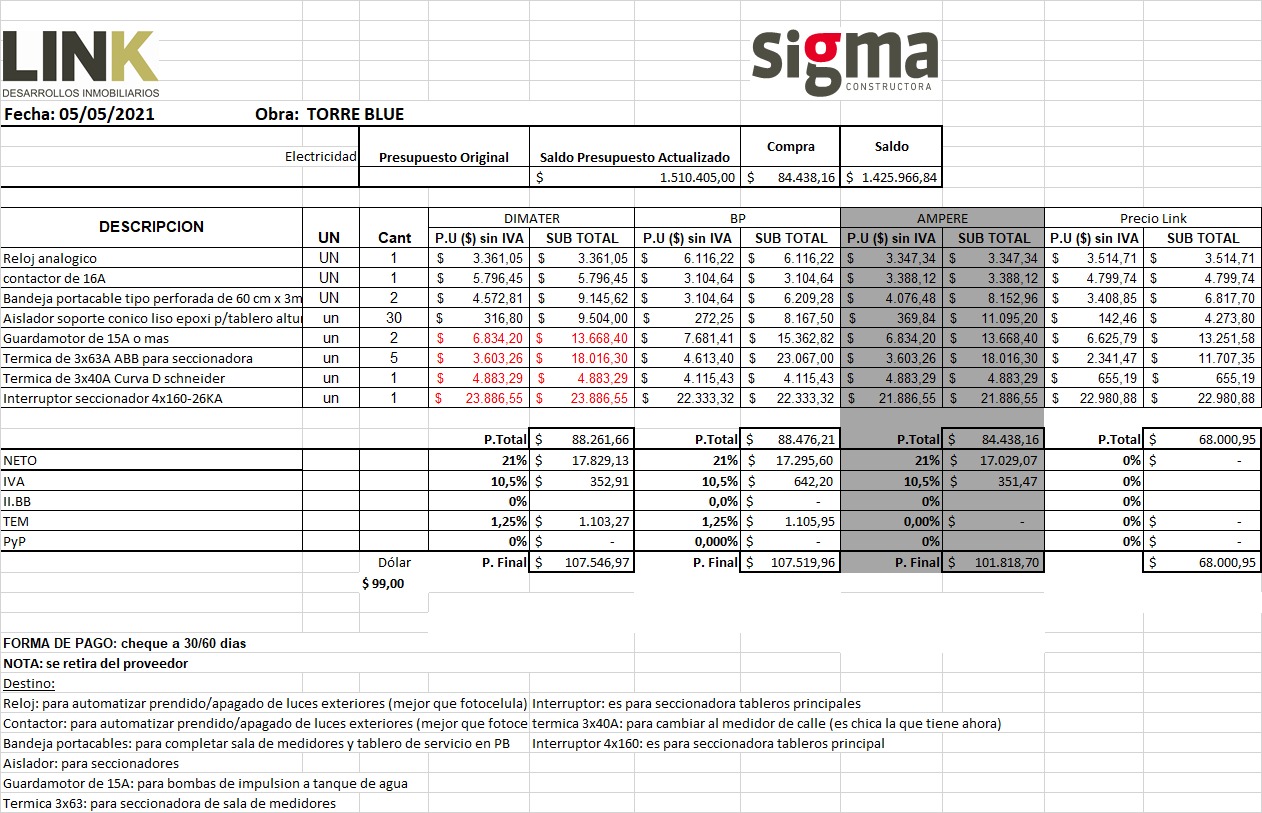 LINK
DESARROLLOS INMOBILIARIOS
sigma
CONSTRUCTORA
Fecha: 05/05/2021 Obra: TORRE BLUE
Electricidad Presupuesto Original Saldo Presupuesto Actualizado Compra Saldo
$ 1.510.405,00 $ 84.438,16 $ 1.425.966,84
DESCRIPCION UN Cant DIMATER BP AMPERE Precio Link
P.U ($) sin IVA SUB TOTAL P.U ($) sin IVA SUB TOTAL P.U ($) sin IVA SUB TOTAL P.U ($) sin IVA SUB TOTAL
Reloj analogico UN 1 $ 3.361,05 $ 3.361,05 $ 6.116,22 $ 6.116,22 $ 3.347,34 $ 3.347,34 $ 3.514,71 $ 3.514,71
contactor de 16A UN 1 $ 5.796,45 $ 5.796,45 $ 3.104,64 $ 3.104,64 $ 3.388,12 $ 3.388,12 $ 4.799,74 $ 4.799,74
Bandeja portacable tipo perforada de 60 cm x 3m UN 2 $ 4.572,81 $ 9.145,62 $ 3.104,64 $ 6.209,28 $ 4.076,48 $ 8.152,96 $ 3.408,85 $ 6.817,70
Aislador soporte conico liso epoxi p/tablero altu un 30 $ 316,80 $ 9.504,00 $ 272,25 $ 8.167,50 $ 369,84 $ 11.095,20 $ 142,46 $ 4.273,80
Guardamotor de 15A o mas un 2 $ 6.834,20 $ 13.668,40 $ 7.681,41 $ 15.362,82 $ 6.834,20 $ 13.668,40 $ 6.625,79 $ 13.251,58
Termica de 3x63A ABB para seccionadora un 5 $ 3.603,26 $ 18.016,30 $ 4.613,40 $ 23.067,00 $ 3.603,26 $ 18.016,30 $ 2.341,47 $ 11.707,35
Termica de 3x40A Curva D schneider un 1 $ 4.883,29 $ 4.883,29 $ 4.115,43 $ 4.115,43 $ 4.883,29 $ 4.883,29 $ 655,19 $ 655,19
Interruptor seccionador 4x160-26KA un 1 $ 23.886,55 $ 23.886,55 $ 22.333,32 $ 22.333,32 $ 21.886,55 $ 21.886,55 $ 22.980,88 $ 22.980,88
P.Total $ 88.261,66 P.Total $ 88.476,21 P.Total $ 84.438,16 P.Total $ 68.000,95
NETO 21% $ 17.829,13 21% $ 17.295,60 21% $ 17.029,07 0% $ -
IVA 10,5% $ 352,91 10,5% $ 642,20 10,5% $ 351,47 0%
II.BB 0% 0,0% $ - 0% 0%
TEM 1,25% $ 1.103,27 1,25% $ 1.105,95 0,00% $ - 0% $ -
PyP 0% $ - 0,000% $ - 0% 0% $ -
Dólar P. Final $ 107.546,97 P. Final $ 107.519,96 P. Final $ 101.818,70 $ 68.000,95
$ 99,00
FORMA DE PAGO: cheque a 30/60 dias
NOTA: se retira del proveedor
Destino:
Reloj: para automatizar prendido/apagado de luces exteriores (mejor que fotocelula) Interruptor: es para seccionadora tableros principales
Contactor: para automatizar prendido/apagado de luces exteriores (mejor que fotoce termica 3x40A: para cambiar al medidor de calle (es chica la que tiene ahora)
Bandeja portacables: para completar sala de medidores y tablero de servicio en PB Interruptor 4x160: es para seccionadora tableros principal
Aislador: para seccionadores
Guardamotor de 15A: para bombas de impulsion a tanque de agua
Termica 3x63: para seccionadora de sala de medidores